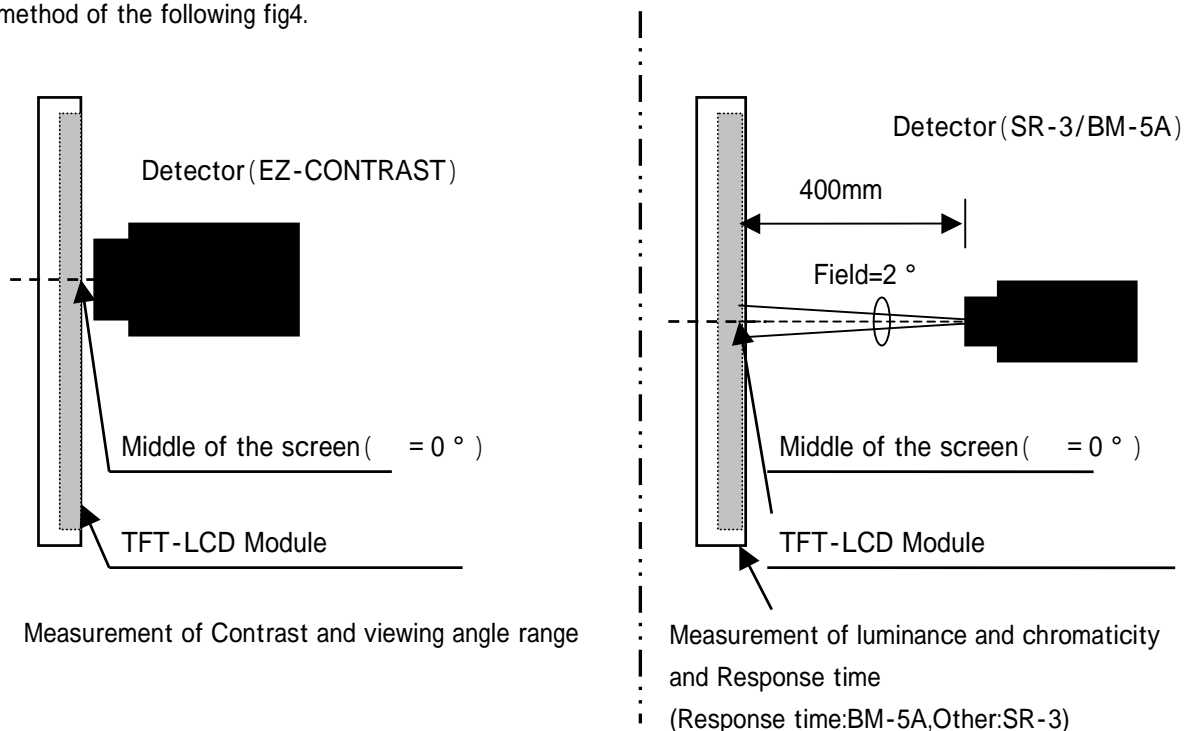 method of the following fig4.
Detector(EZ-CONTRAST)
Middle of the screen( = 0 ° )
TFT-LCD Module
Measurement of Contrast and viewing angle range
Detector(SR-3/BM-5A)
400mm
Field=2 °
Middle of the screen( = 0 ° )
TFT-LCD Module
Measurement of luminance and chromaticity
and Response time
(Response time:BM-5A,Other:SR-3)